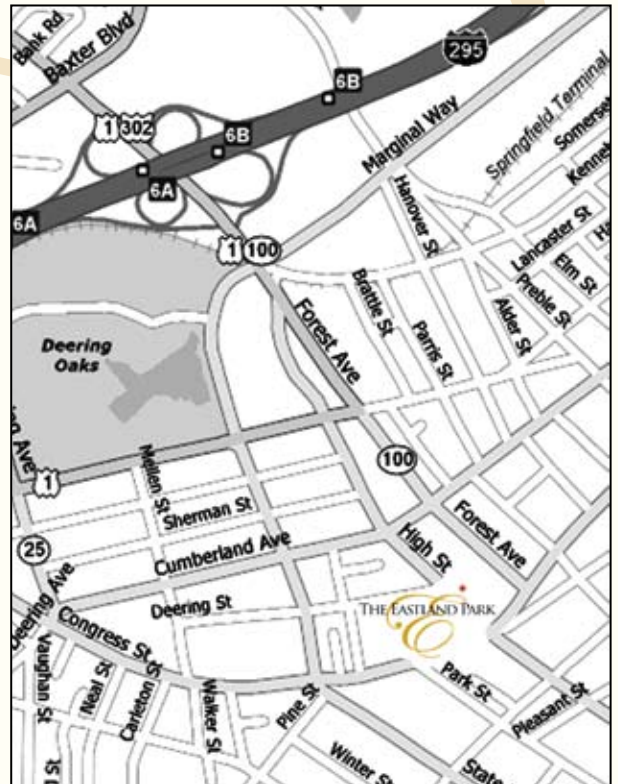 Bank Rd
Baxter Blvd
295
6B
1 302
6B
Marginal Way
Springfield Terminal
Somerset
6A
6A
Hanover St
Lancaster St
1 100
Elm St
Preble St
Brattle St
Parris St
Alder St
Forest Ave
Deering
Oaks
1
Mellen St
Sherman St
100
Forest Ave
25
Cumberland Ave
High St
Deering Ave
Deering St
THE EASTLAND PARK
Congress St
Vaughan St
Neal St
Carleton St
Walker St
Pine St
Park St
Pleasant St
Winter St
State
St